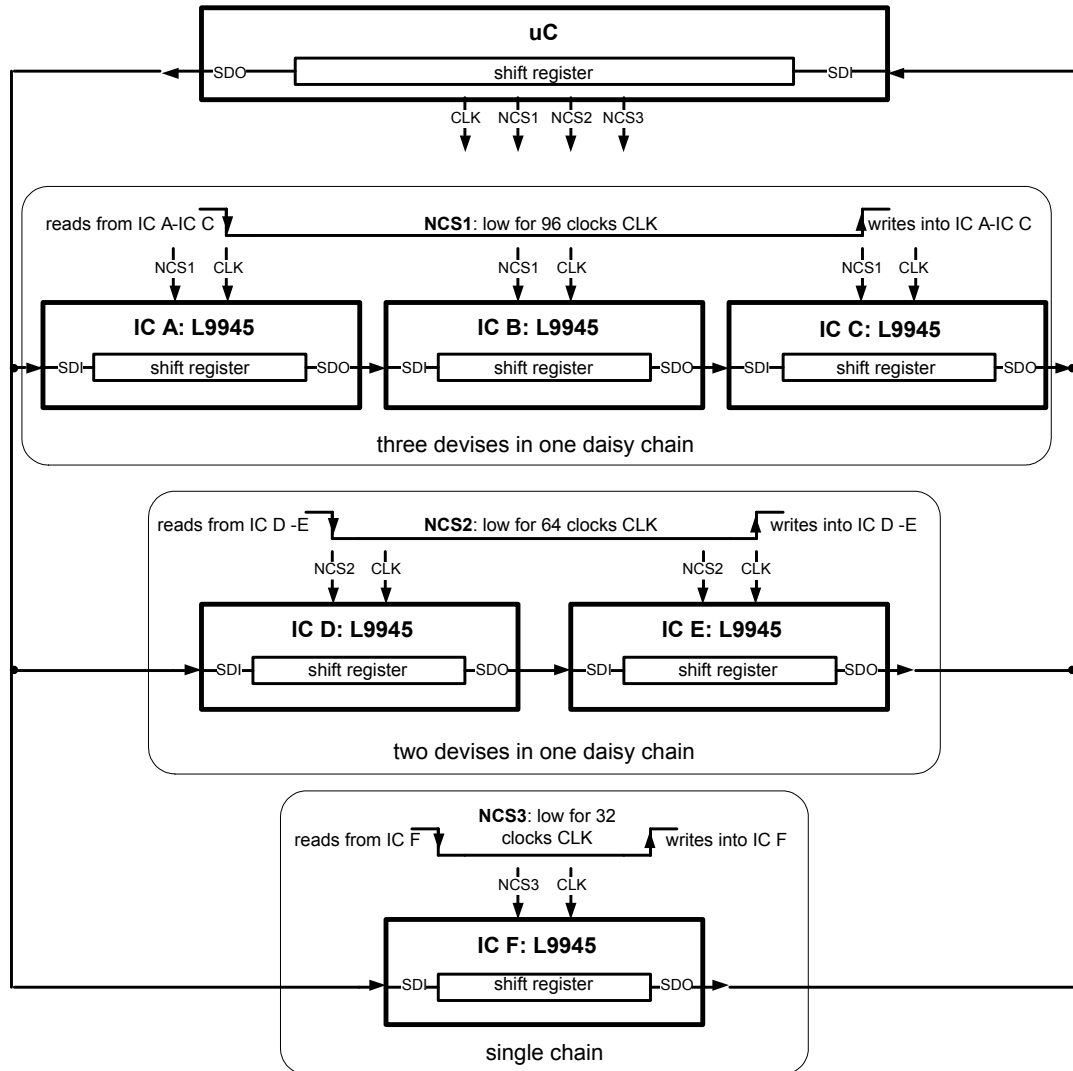 uC
SDO shift register SDI
CLK NCS1 NCS2 NCS3
reads from IC A-IC C NCS1: low for 96 clocks CLK writes into IC A-IC C
NCS1 CLK NCS1 CLK NCS1 CLK
IC A: L9945 IC B: L9945 IC C: L9945
SDI shift register SDO SDI shift register SDO SDI shift register SDO
three devises in one daisy chain
reads from IC D -E NCS2: low for 64 clocks CLK writes into IC D -E
NCS2 CLK NCS2 CLK
IC D: L9945 IC E: L9945
SDI shift register SDO SDI shift register SDO
two devises in one daisy chain
NCS3: low for 32
reads from IC F clocks CLK writes into IC F
NCS3 CLK
IC F: L9945
SDI shift register SDO
single chain